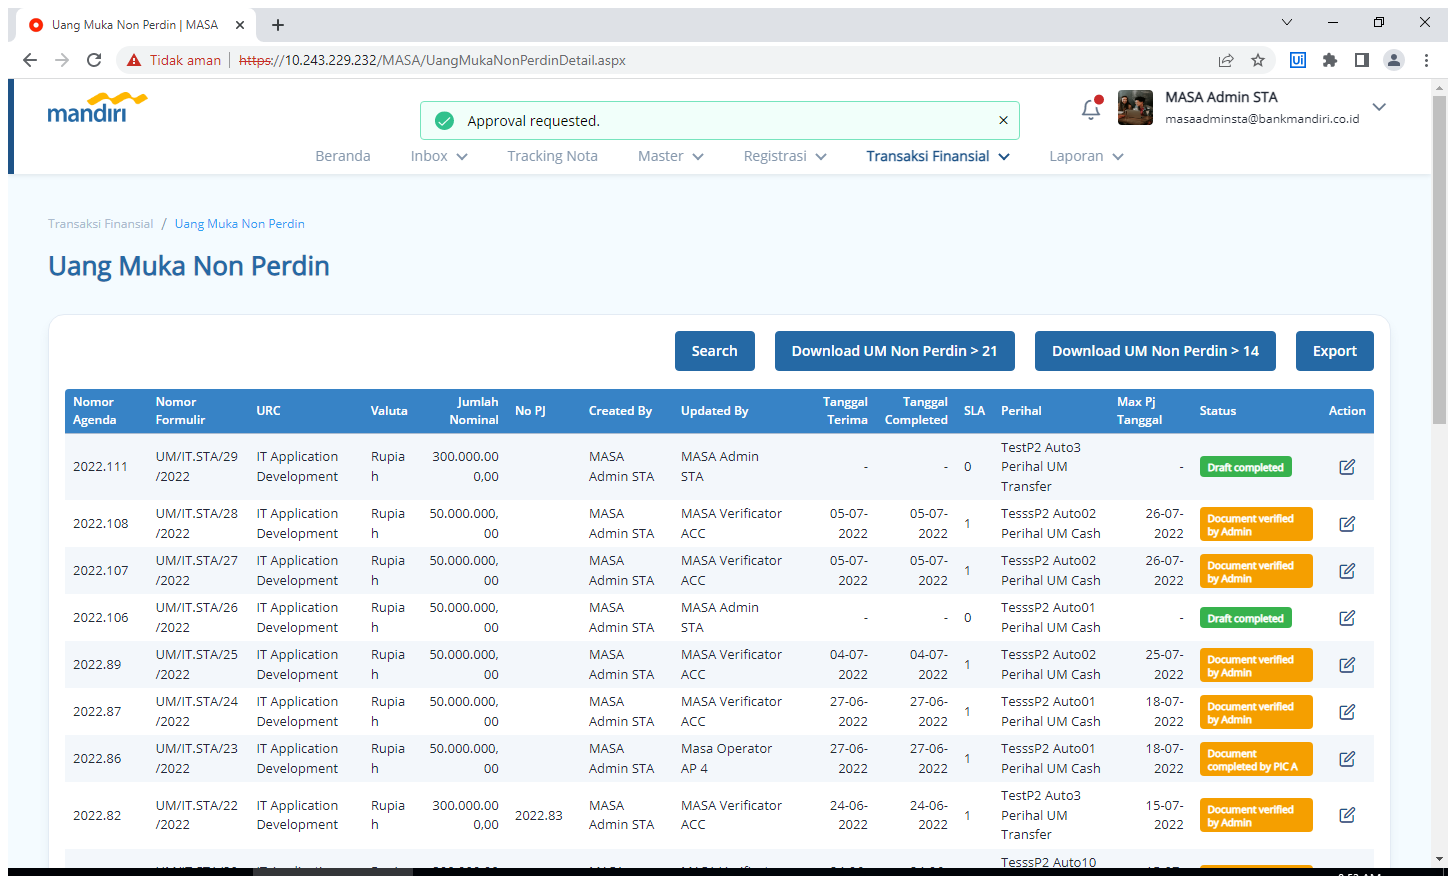 Uang Muka Non Perdin | MASA
Tidak aman https://10.243.229.232/MASA/UangMukaNonPerdinDetail.aspx
Ui
mandiri
Approval requested.
MASA Admin STA
masaadminsta@bankmandiri.co.id
Beranda Inbox Tracking Nota Master Registrasi Transaksi Finansial Laporan
Transaksi Finansial / Uang Muka Non Perdin
Uang Muka Non Perdin
Search Download UM Non Perdin > 21 Download UM Non Perdin > 14 Export
Nomor Agenda Nomor Formulir URC Valuta Jumlah Nominal No PJ Created By Updated By Tanggal Terima Tanggal Completed SLA Perihal Max Pj Tanggal Status Action
2022.111 UM/IT.STA/29/2022 IT Application Development Rupiah 300.000.000,00 MASA Admin STA MASA Admin STA - - 0 TestP2 Auto3 Perihal UM Transfer - Draft completed
2022.108 UM/IT.STA/28/2022 IT Application Development Rupiah 50.000.000,00 MASA Admin STA MASA Verificator ACC 05-07-2022 05-07-2022 1 TesssP2 Auto02 Perihal UM Cash 26-07-2022 Document verified by Admin
2022.107 UM/IT.STA/27/2022 IT Application Development Rupiah 50.000.000,00 MASA Admin STA MASA Verificator ACC 05-07-2022 05-07-2022 1 TesssP2 Auto02 Perihal UM Cash 26-07-2022 Document verified by Admin
2022.106 UM/IT.STA/26/2022 IT Application Development Rupiah 50.000.000,00 MASA Admin STA MASA Admin STA - - 0 TesssP2 Auto01 Perihal UM Cash - Draft completed
2022.89 UM/IT.STA/25/2022 IT Application Development Rupiah 50.000.000,00 MASA Admin STA MASA Verificator ACC 04-07-2022 04-07-2022 1 TesssP2 Auto02 Perihal UM Cash 25-07-2022 Document verified by Admin
2022.87 UM/IT.STA/24/2022 IT Application Development Rupiah 50.000.000,00 MASA Admin STA MASA Verificator ACC 27-06-2022 27-06-2022 1 TesssP2 Auto01 Perihal UM Cash 18-07-2022 Document verified by Admin
2022.86 UM/IT.STA/23/2022 IT Application Development Rupiah 50.000.000,00 MASA Admin STA Masa Operator AP 4 27-06-2022 27-06-2022 1 TesssP2 Auto01 Perihal UM Cash 18-07-2022 Document completed by PIC A
2022.82 UM/IT.STA/22/2022 IT Application Development Rupiah 300.000.000,00 2022.83 MASA Admin STA MASA Verificator ACC 24-06-2022 24-06-2022 1 TestP2 Auto3 Perihal UM Transfer 15-07-2022 Document verified by Admin
TesssP2 Auto10